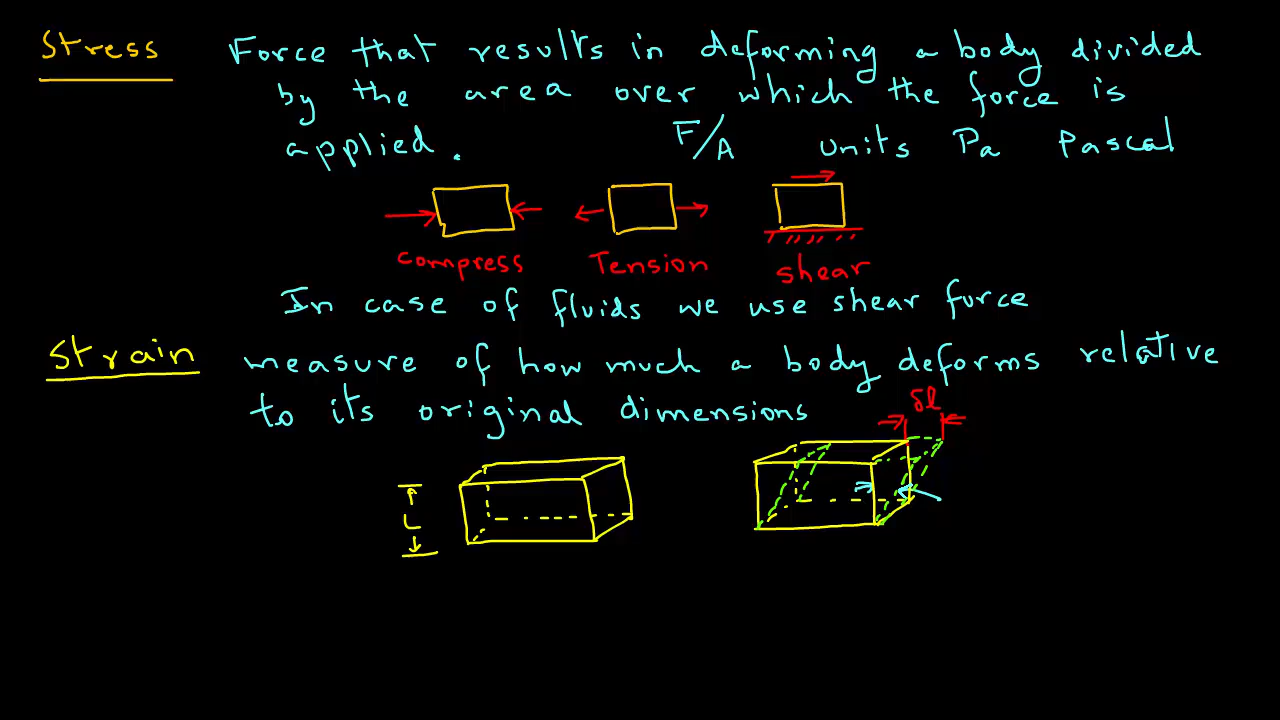 Stress Force that results in deforming a body divided
by the area over which the force is
applied. F/A units Pa Pascal
compress Tension shear
In case of fluids we use shear force
Strain measure of how much a body deforms relative
to its original dimensions
δl
L